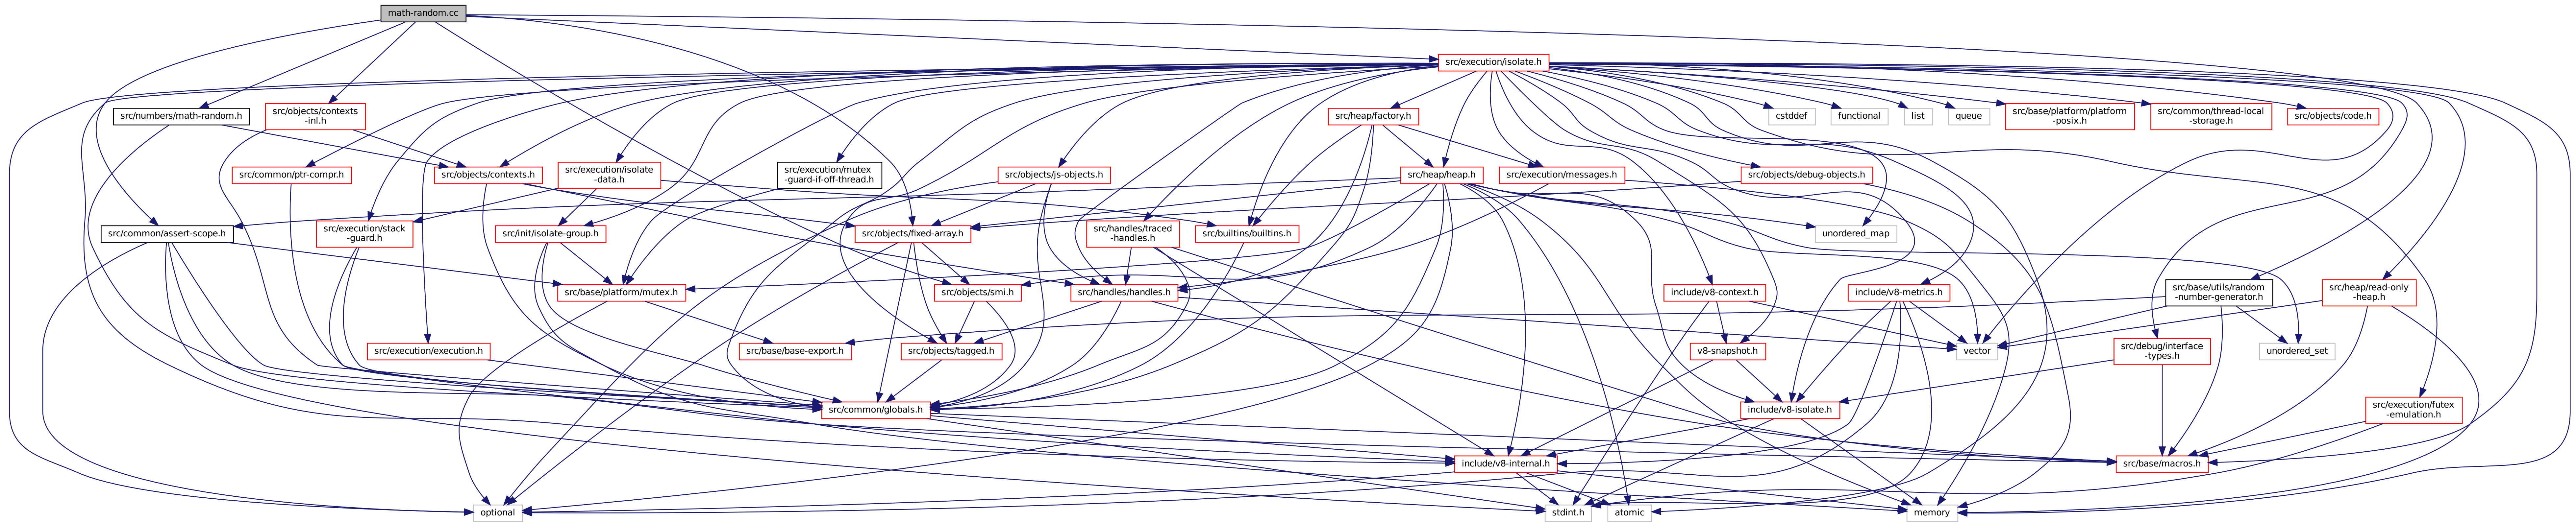 math-random.cc
src/execution/isolate.h
src/numbers/math-random.h
src/objects/contexts
-inl.h
src/heap/factory.h
cstddef
functional
list
queue
src/base/platform/platform
-posix.h
src/common/thread-local
-storage.h
src/objects/code.h
src/common/ptr-compr.h
src/objects/contexts.h
src/execution/isolate
-data.h
src/execution/mutex
-guard-if-off-thread.h
src/objects/js-objects.h
src/heap/heap.h
src/execution/messages.h
src/objects/debug-objects.h
src/common/assert-scope.h
src/execution/stack
-guard.h
src/init/isolate-group.h
src/objects/fixed-array.h
src/handles/traced
-handles.h
src/builtins/builtins.h
unordered_map
src/base/platform/mutex.h
src/objects/smi.h
src/handles/handles.h
include/v8-context.h
include/v8-metrics.h
src/base/utils/random
-number-generator.h
src/heap/read-only
-heap.h
src/execution/execution.h
src/base/base-export.h
src/objects/tagged.h
v8-snapshot.h
vector
src/debug/interface
-types.h
unordered_set
src/common/globals.h
include/v8-isolate.h
src/execution/futex
-emulation.h
include/v8-internal.h
src/base/macros.h
optional
stdint.h
atomic
memory